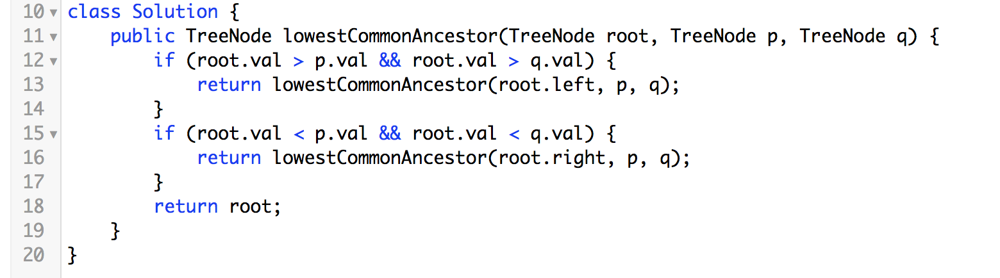 10 class Solution {
11     public TreeNode lowestCommonAncestor(TreeNode root, TreeNode p, TreeNode q) {
12         if (root.val > p.val && root.val > q.val) {
13             return lowestCommonAncestor(root.left, p, q);
14         }
15         if (root.val < p.val && root.val < q.val) {
16             return lowestCommonAncestor(root.right, p, q);
17         }
18         return root;
19     }
20 }